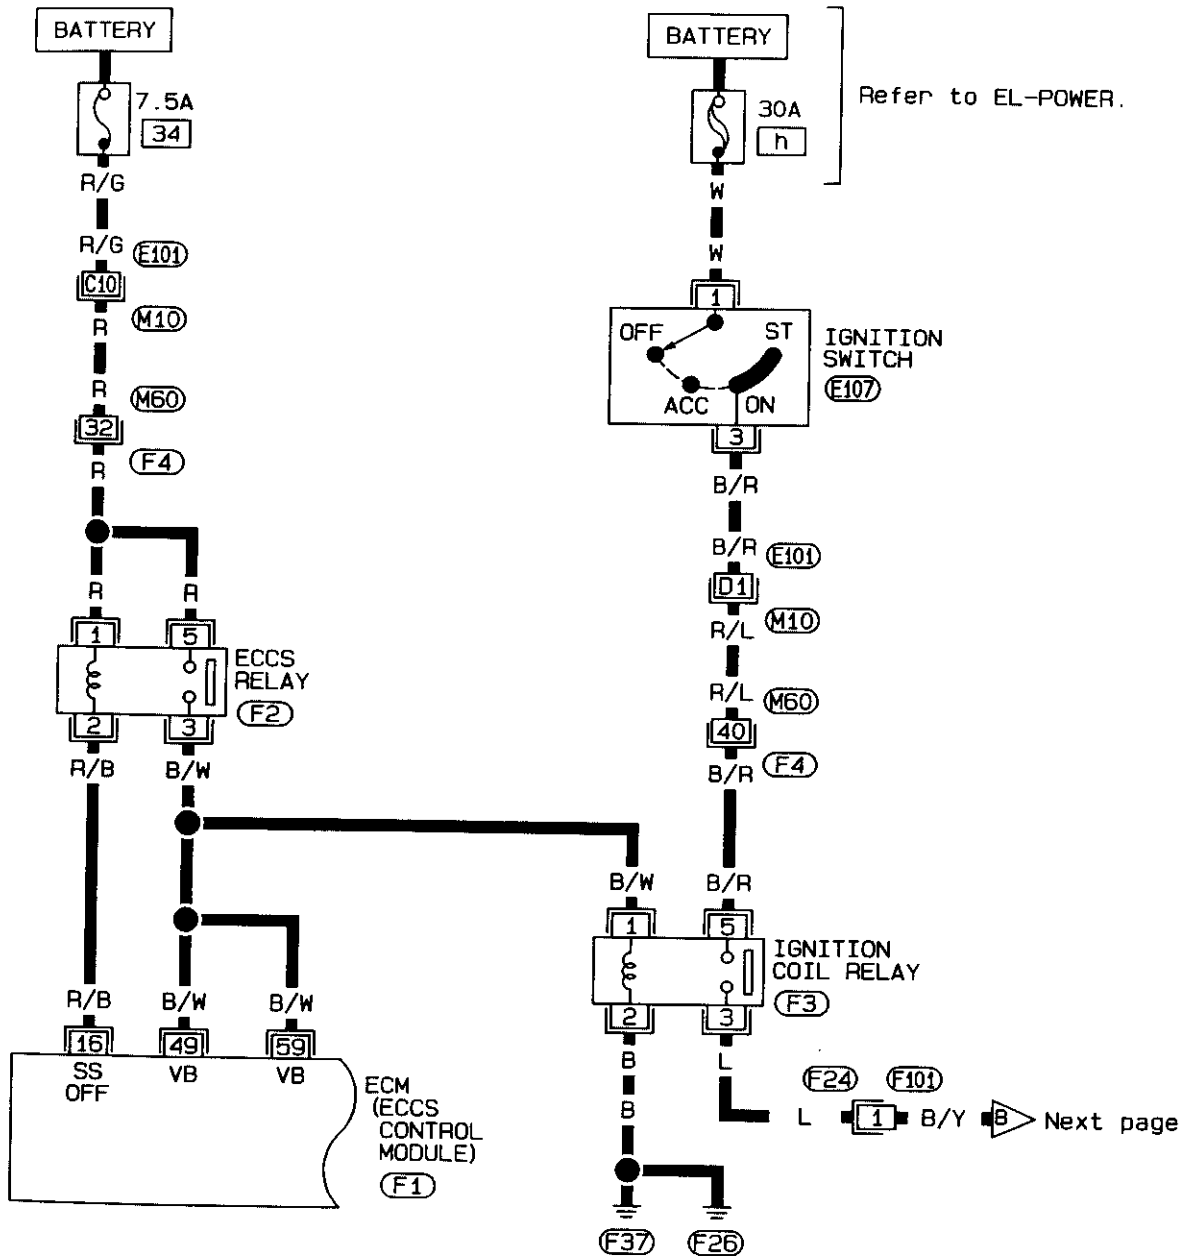 BATTERY
7.5A
34
R/G
R/G
E101
C10
M10
R
R
M60
32
F4
R
R
R
1
5
ECCS
RELAY
F2
2
3
R/B
B/W
R/B
B/W
B/W
16
49
59
SS
OFF
VB
VB
ECM
(ECCS
CONTROL
MODULE)
F1
BATTERY
30A
h
Refer to EL-POWER.
W
W
1
OFF
ST
ACC
ON
IGNITION
SWITCH
E107
3
B/R
B/R
E101
D1
M10
R/L
R/L
M60
40
F4
B/R
B/W
B/R
1
5
IGNITION
COIL RELAY
F3
2
3
B
L
B
F24
F101
L
1
B/Y
B
Next page
F37
F26